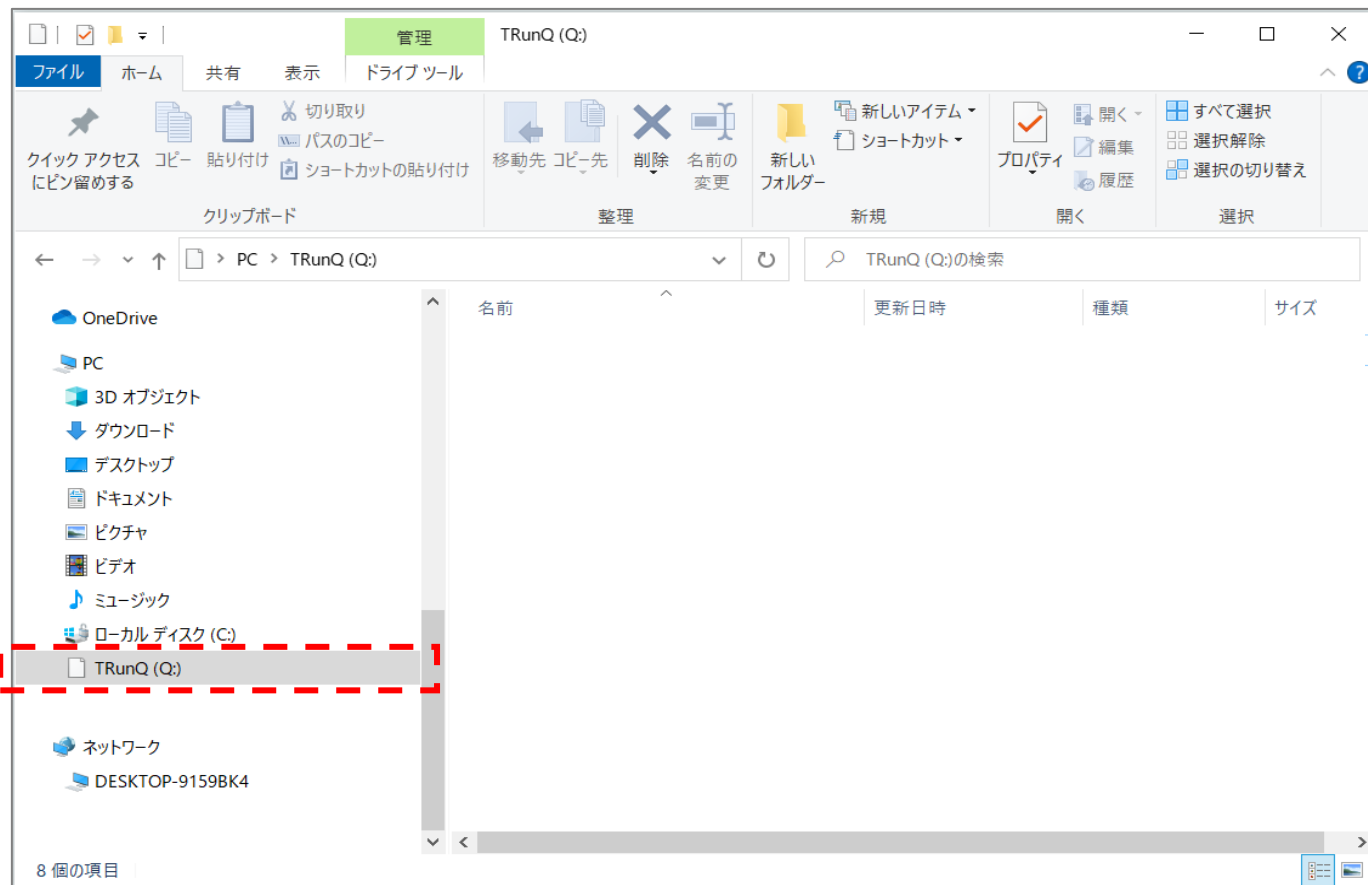 管理
TRunQ (Q:)
ファイル
ホーム
共有
表示
ドライブ ツール
?
クイック アクセス
にピン留めする
コピー
貼り付け
切り取り
パスのコピー
ショートカットの貼り付け
クリップボード
移動先
コピー先
削除
名前の
変更
整理
新しい
フォルダー
新しいアイテム
ショートカット
新規
プロパティ
開く
編集
履歴
開く
すべて選択
選択解除
選択の切り替え
選択
PC > TRunQ (Q:)
TRunQ (Q:)の検索
名前
更新日時
種類
サイズ
OneDrive
PC
3D オブジェクト
ダウンロード
デスクトップ
ドキュメント
ピクチャ
ビデオ
ミュージック
ローカル ディスク (C:)
TRunQ (Q:)
ネットワーク
DESKTOP-9159BK4
8 個の項目